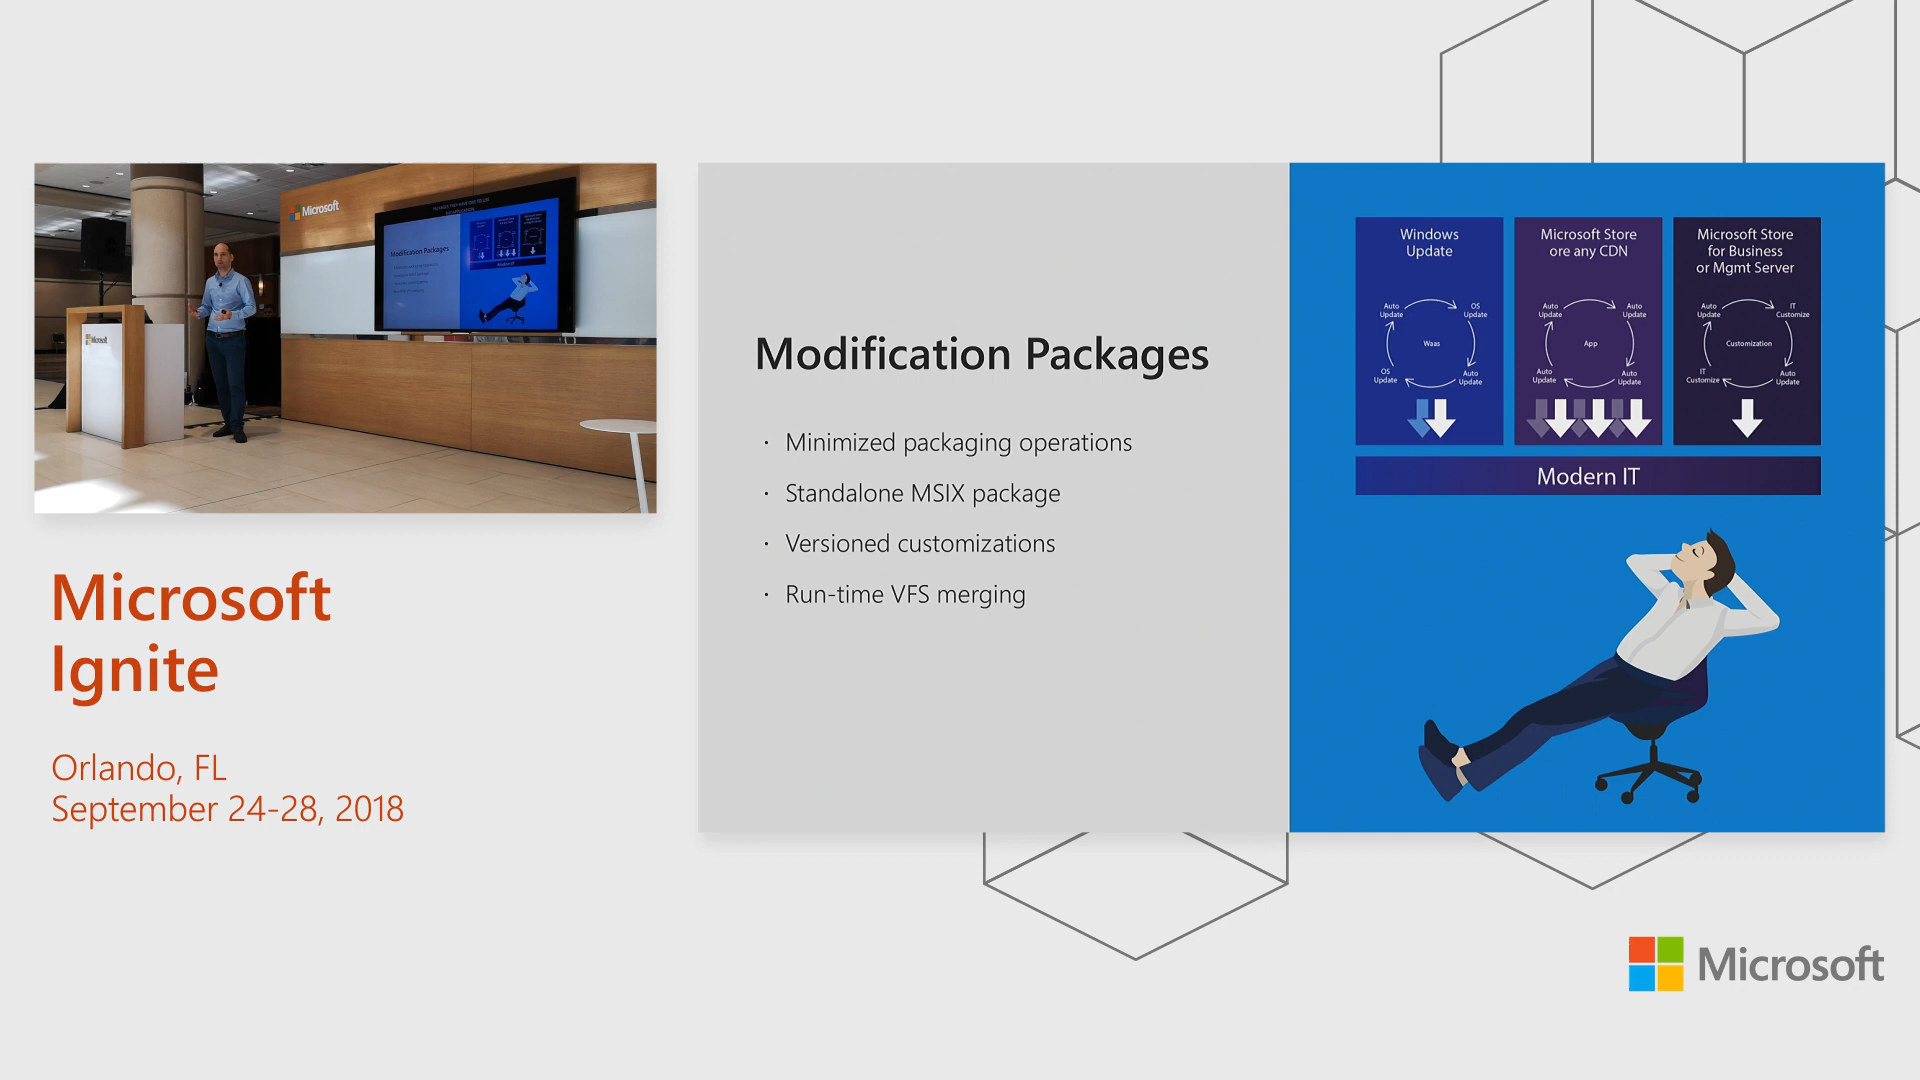 Microsoft
Microsoft
Modification Packages
Microsoft
Ignite
Orlando, FL
September 24-28, 2018
Modification Packages
· Minimized packaging operations
· Standalone MSIX package
· Versioned customizations
· Run-time VFS merging
Windows
Update
Auto
Update
OS
Update
Waas
OS
Update
Auto
Update
Microsoft Store
ore any CDN
Auto
Update
Auto
Update
App
Auto
Update
Auto
Update
Microsoft Store
for Business
or Mgmt Server
Auto
Update
IT
Customize
Customization
IT
Customize
Auto
Update
Modern IT
Microsoft